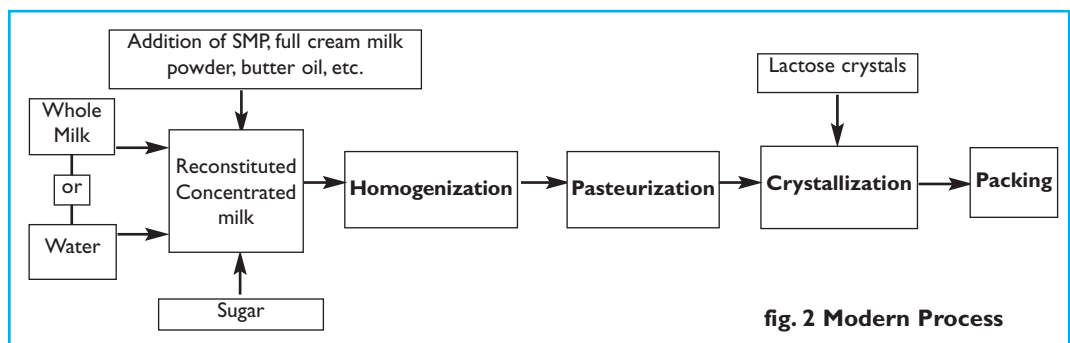 Addition of SMP, full cream milk
powder, butter oil, etc.
Lactose crystals
Whole
Milk
or
Water
Reconstituted
Concentrated
milk
Homogenization
Pasteurization
Crystallization
Packing
Sugar
fig. 2 Modern Process